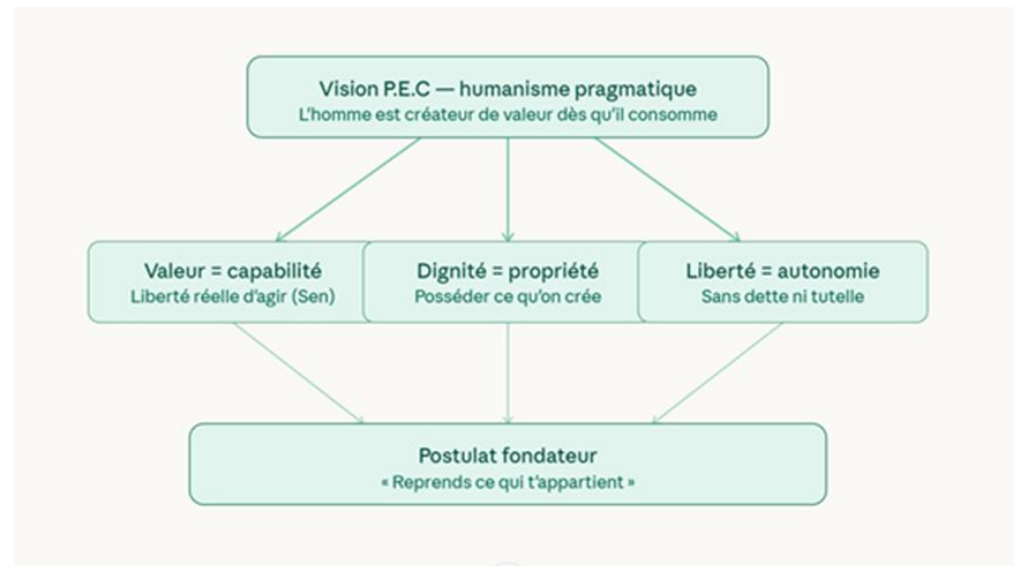 Vision P.E.C — humanisme pragmatique
L'homme est créateur de valeur dès qu'il consomme
Valeur = capabilité
Liberté réelle d'agir (Sen)
Dignité = propriété
Posséder ce qu'on crée
Liberté = autonomie
Sans dette ni tutelle
Postulat fondateur
« Reprends ce qui t'appartient »